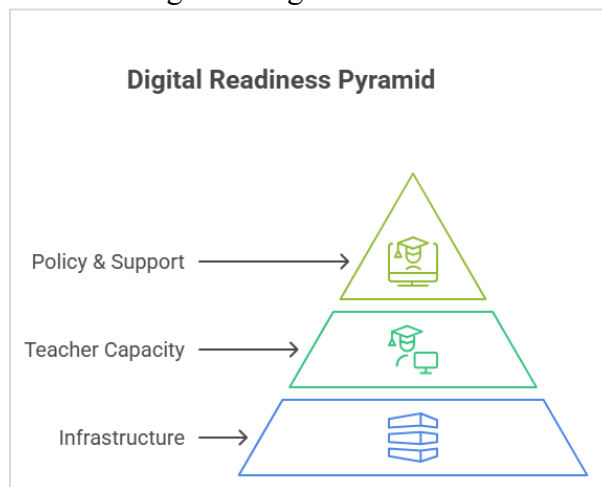 Digital Readiness Pyramid
Policy & Support
Teacher Capacity
Infrastructure